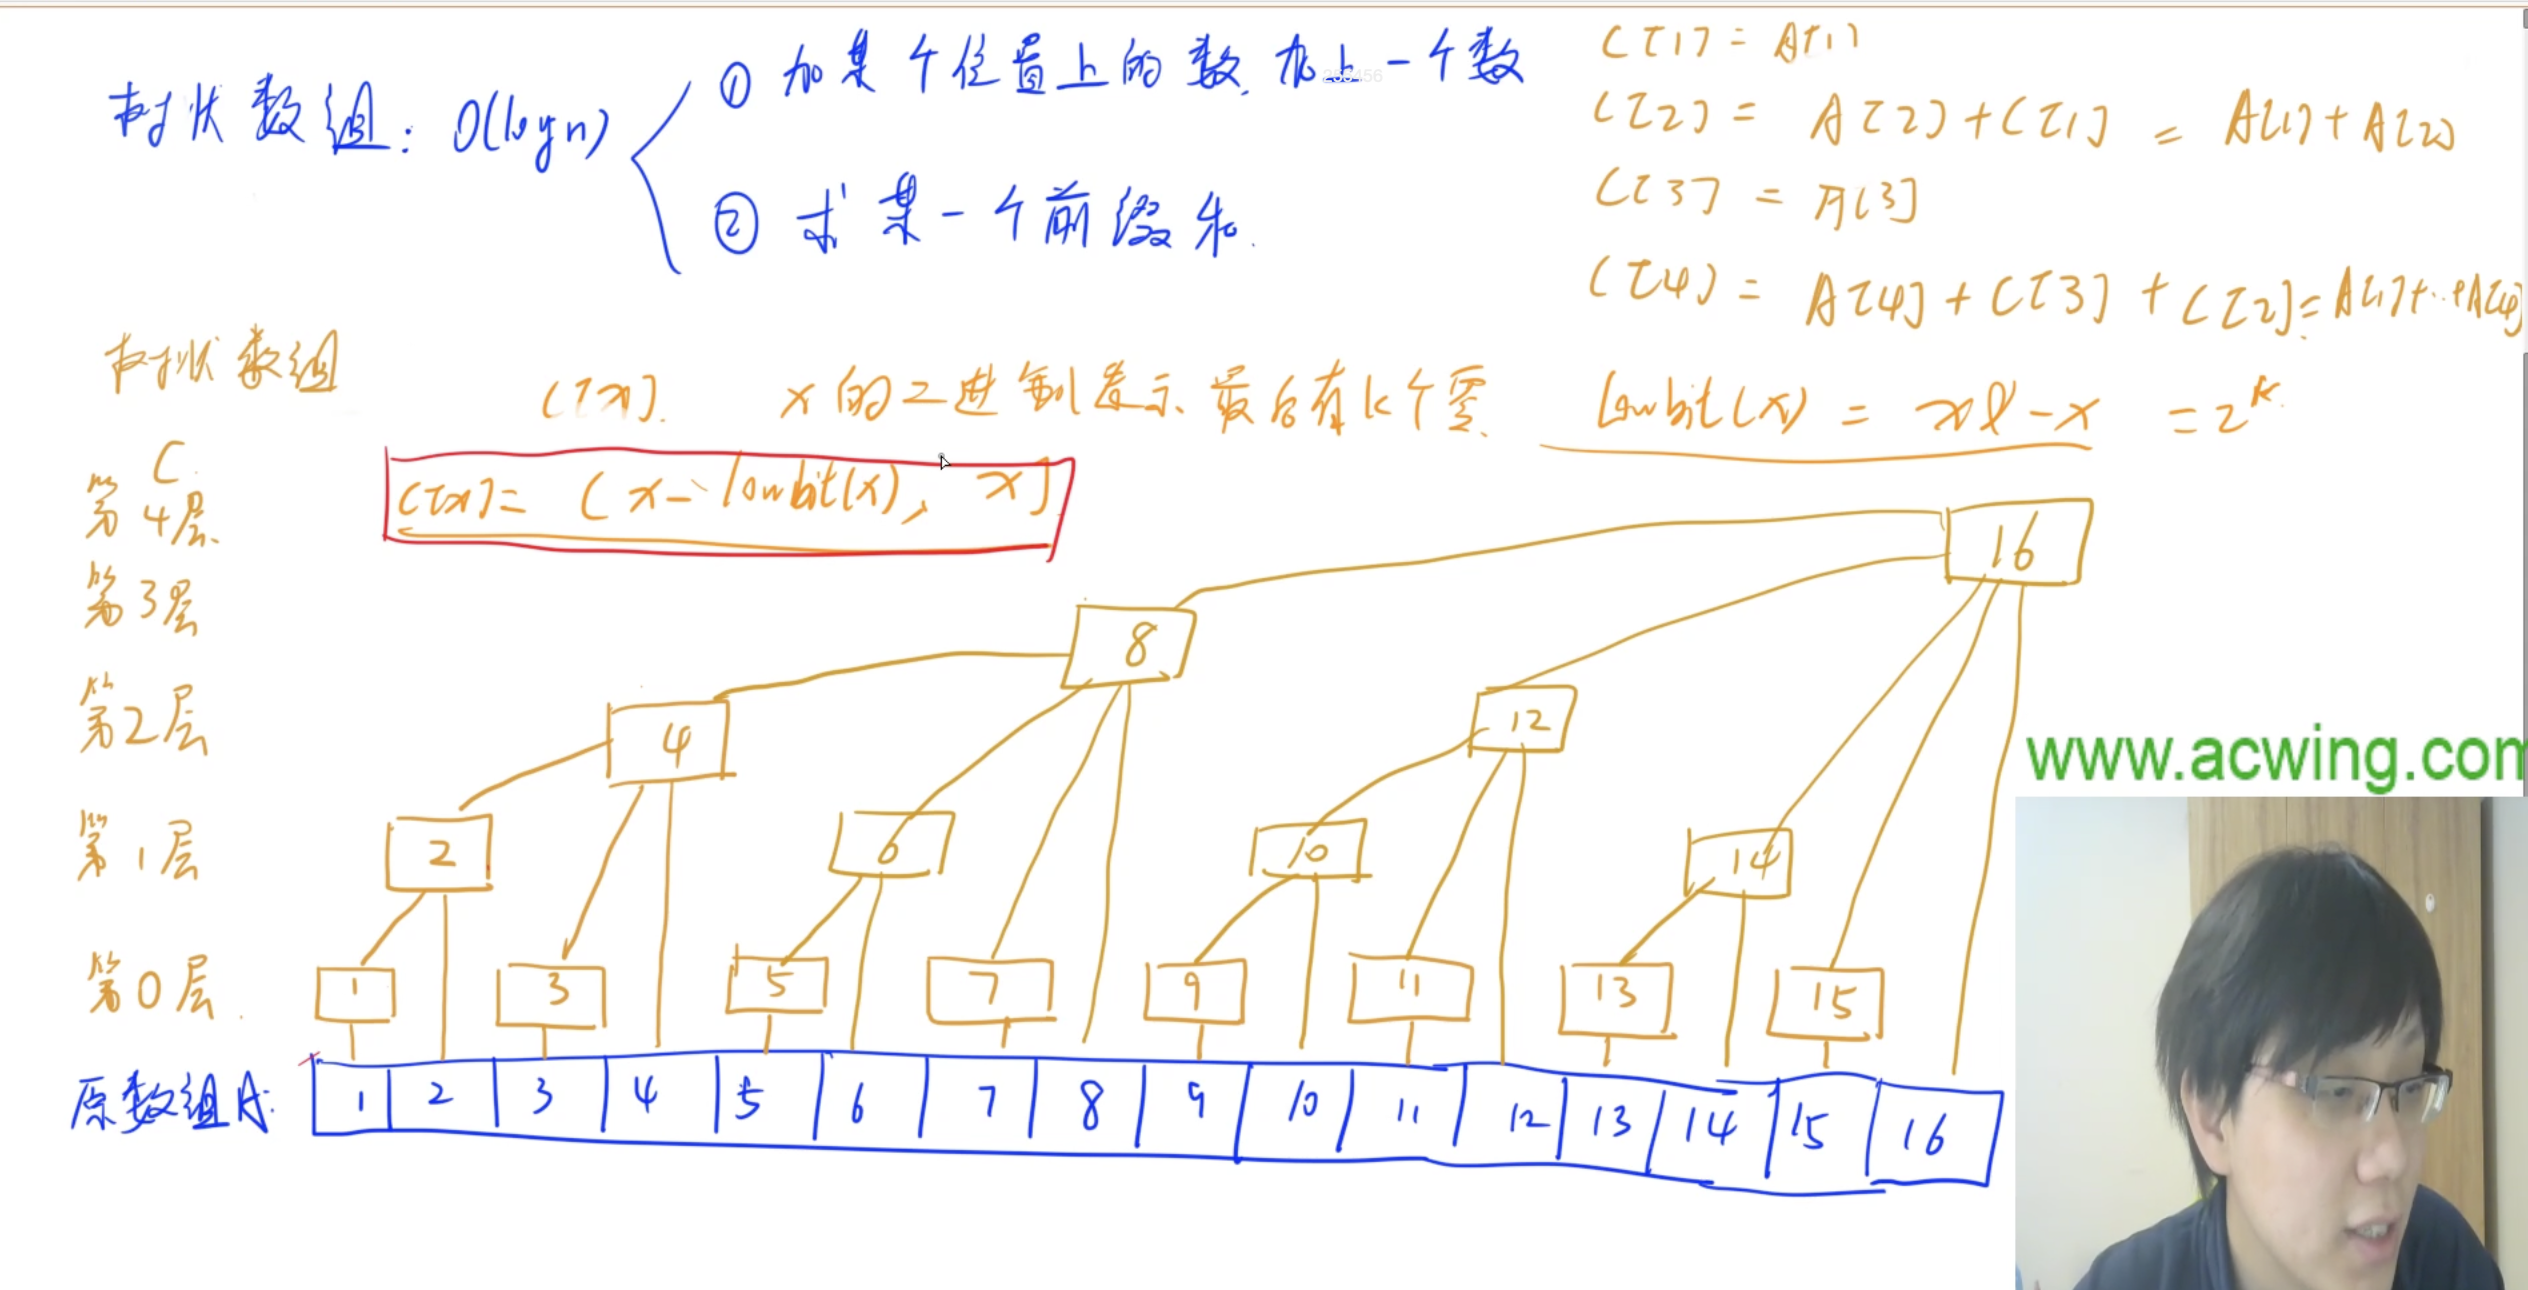 树状数组: O(logn)
① 加某个位置上的数. 加上一个数
② 求某一个前缀和.
C[1] = A[1]
C[2] = A[2] + C[1] = A[1] + A[2]
C[3] = A[3]
C[4] = A[4] + C[3] + C[2] = A[1]+..+A[4]
树状数组
C[x]. x的二进制表示 最后有k个零. lowbit(x) = x&-x = 2^k.
C
C[x] = (x-lowbit(x), x]
第4层.
16
第3层
8
第2层
4 12
www.acwing.com
第1层
2 6 10 14
第0层.
1 3 5 7 9 11 13 15
原数组A: 1 2 3 4 5 6 7 8 9 10 11 12 13 14 15 16